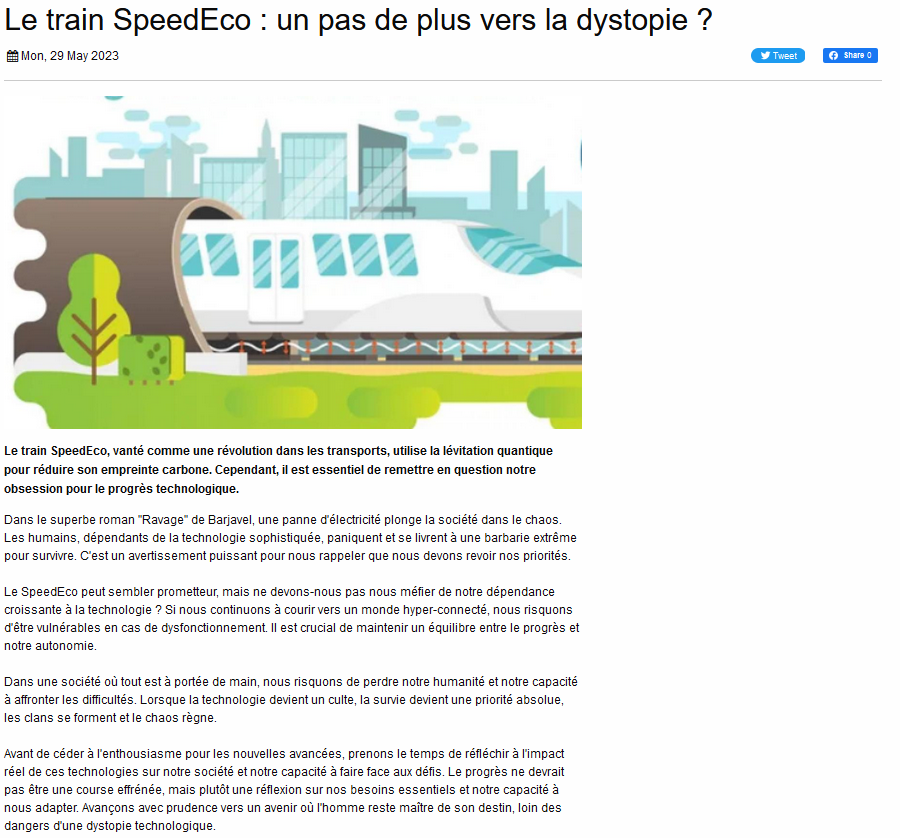 Le train SpeedEco : un pas de plus vers la dystopie ?
Mon, 29 May 2023
Tweet
Share 0
Le train SpeedEco, vanté comme une révolution dans les transports, utilise la lévitation quantique
pour réduire son empreinte carbone. Cependant, il est essentiel de remettre en question notre
obsession pour le progrès technologique.
Dans le superbe roman "Ravage" de Barjavel, une panne d'électricité plonge la société dans le chaos.
Les humains, dépendants de la technologie sophistiquée, paniquent et se livrent à une barbarie extrême
pour survivre. C'est un avertissement puissant pour nous rappeler que nous devons revoir nos priorités.
Le SpeedEco peut sembler prometteur, mais ne devons-nous pas nous méfier de notre dépendance
croissante à la technologie ? Si nous continuons à courir vers un monde hyper-connecté, nous risquons
d'être vulnérables en cas de dysfonctionnement. Il est crucial de maintenir un équilibre entre le progrès et
notre autonomie.
Dans une société où tout est à portée de main, nous risquons de perdre notre humanité et notre capacité
à affronter les difficultés. Lorsque la technologie devient un culte, la survie devient une priorité absolue,
les clans se forment et le chaos règne.
Avant de céder à l'enthousiasme pour les nouvelles avancées, prenons le temps de réfléchir à l'impact
réel de ces technologies sur notre société et notre capacité à faire face aux défis. Le progrès ne devrait
pas être une course effrénée, mais plutôt une réflexion sur nos besoins essentiels et notre capacité à
nous adapter. Avançons avec prudence vers un avenir où l'homme reste maître de son destin, loin des
dangers d'une dystopie technologique.